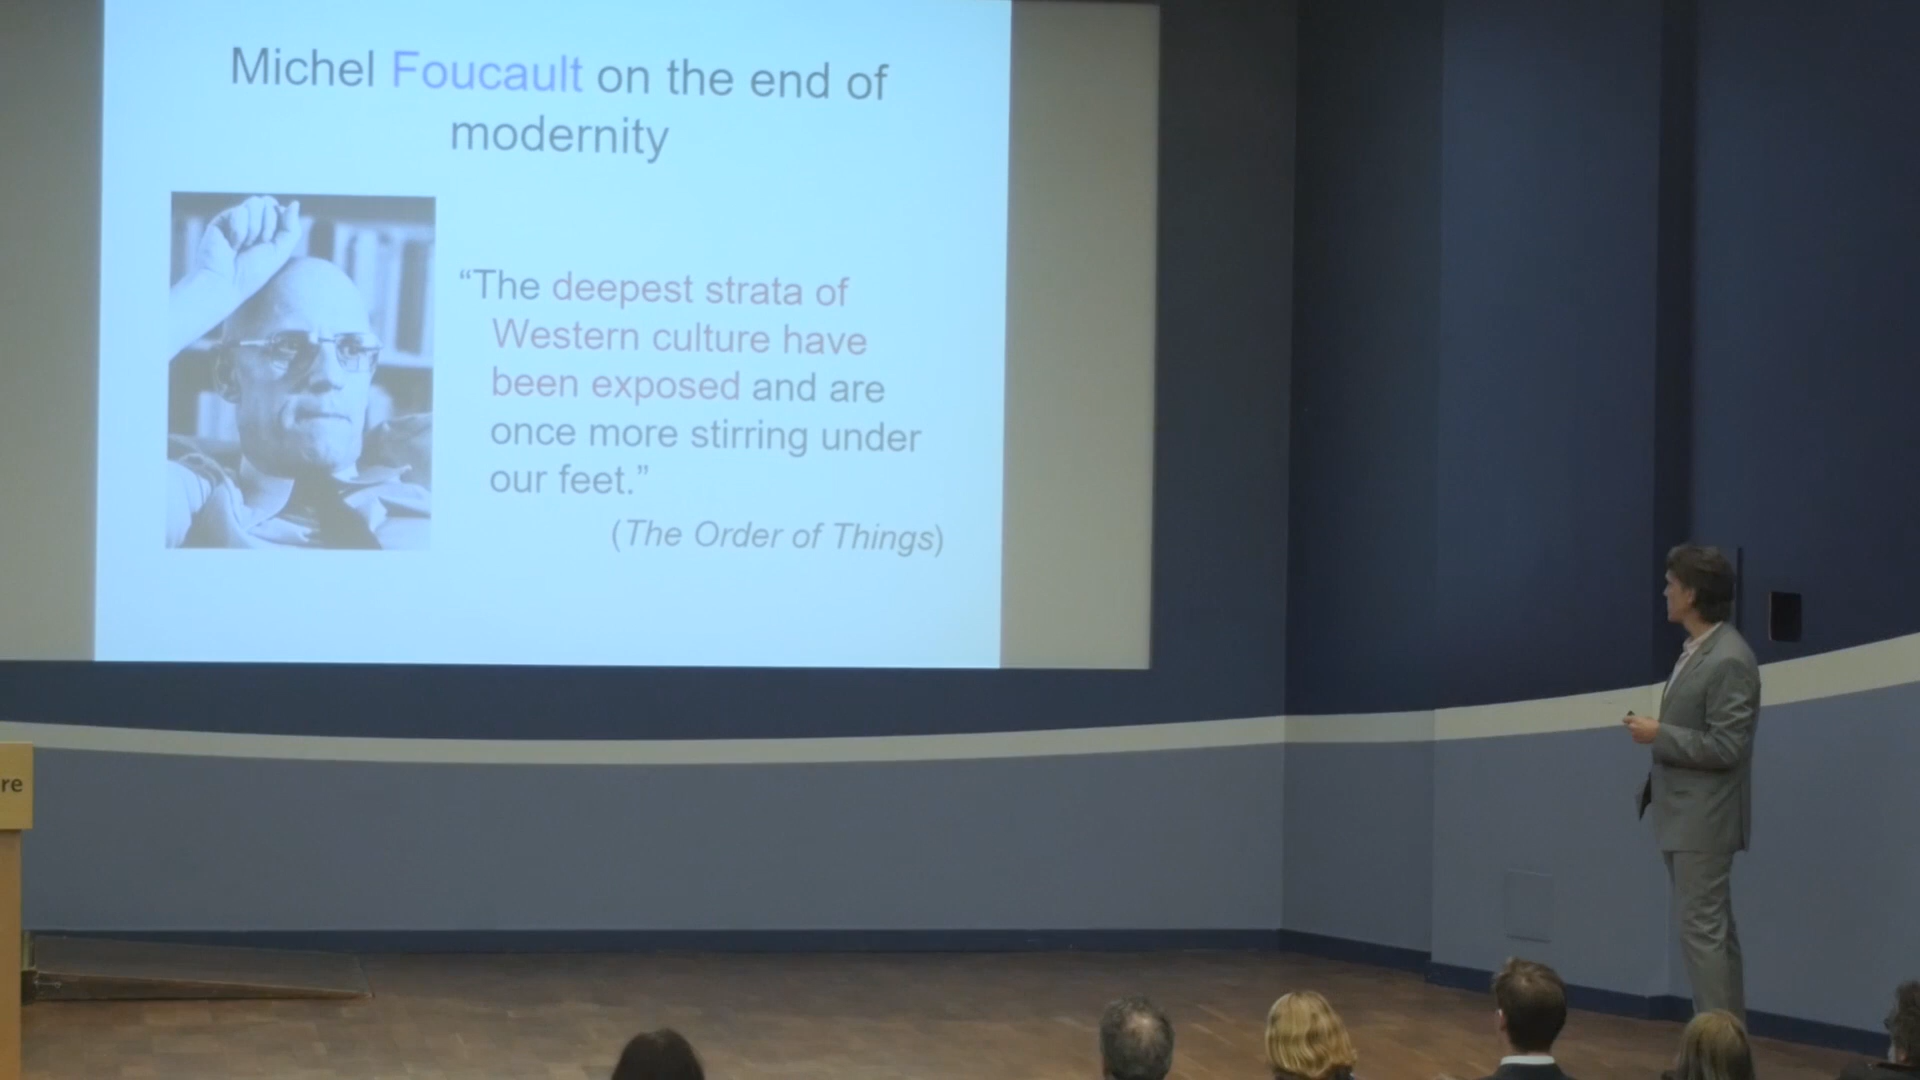 Michel Foucault on the end of
modernity
“The deepest strata of
Western culture have
been exposed and are
once more stirring under
our feet.”
(The Order of Things)
re